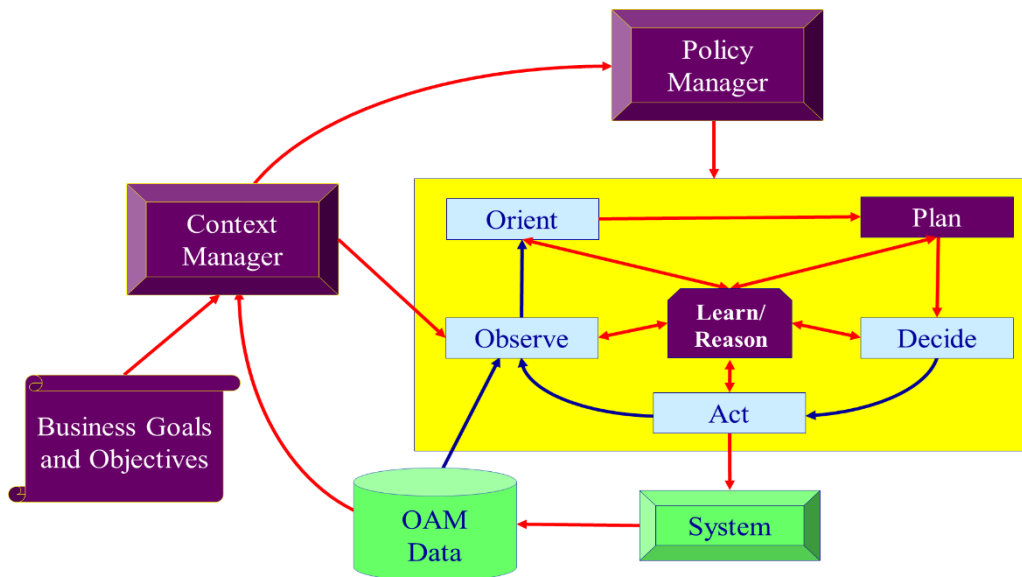 Policy
Manager
Context
Manager
Orient
Plan
Learn/
Reason
Observe
Decide
Business Goals
and Objectives
Act
OAM
Data
System